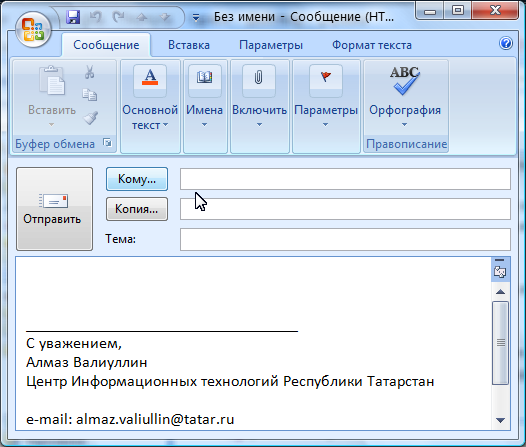 Без имени - Сообщение (HT...
Сообщение
Вставка
Параметры
Формат текста
Вставить
Буфер обмена
Основной
текст
Имена
Включить
Параметры
ABC
Орфография
Правописание
Отправить
Кому...
Копия...
Тема:
С уважением,
Алмаз Валиуллин
Центр Информационных технологий Республики Татарстан
e-mail: almaz.valiullin@tatar.ru